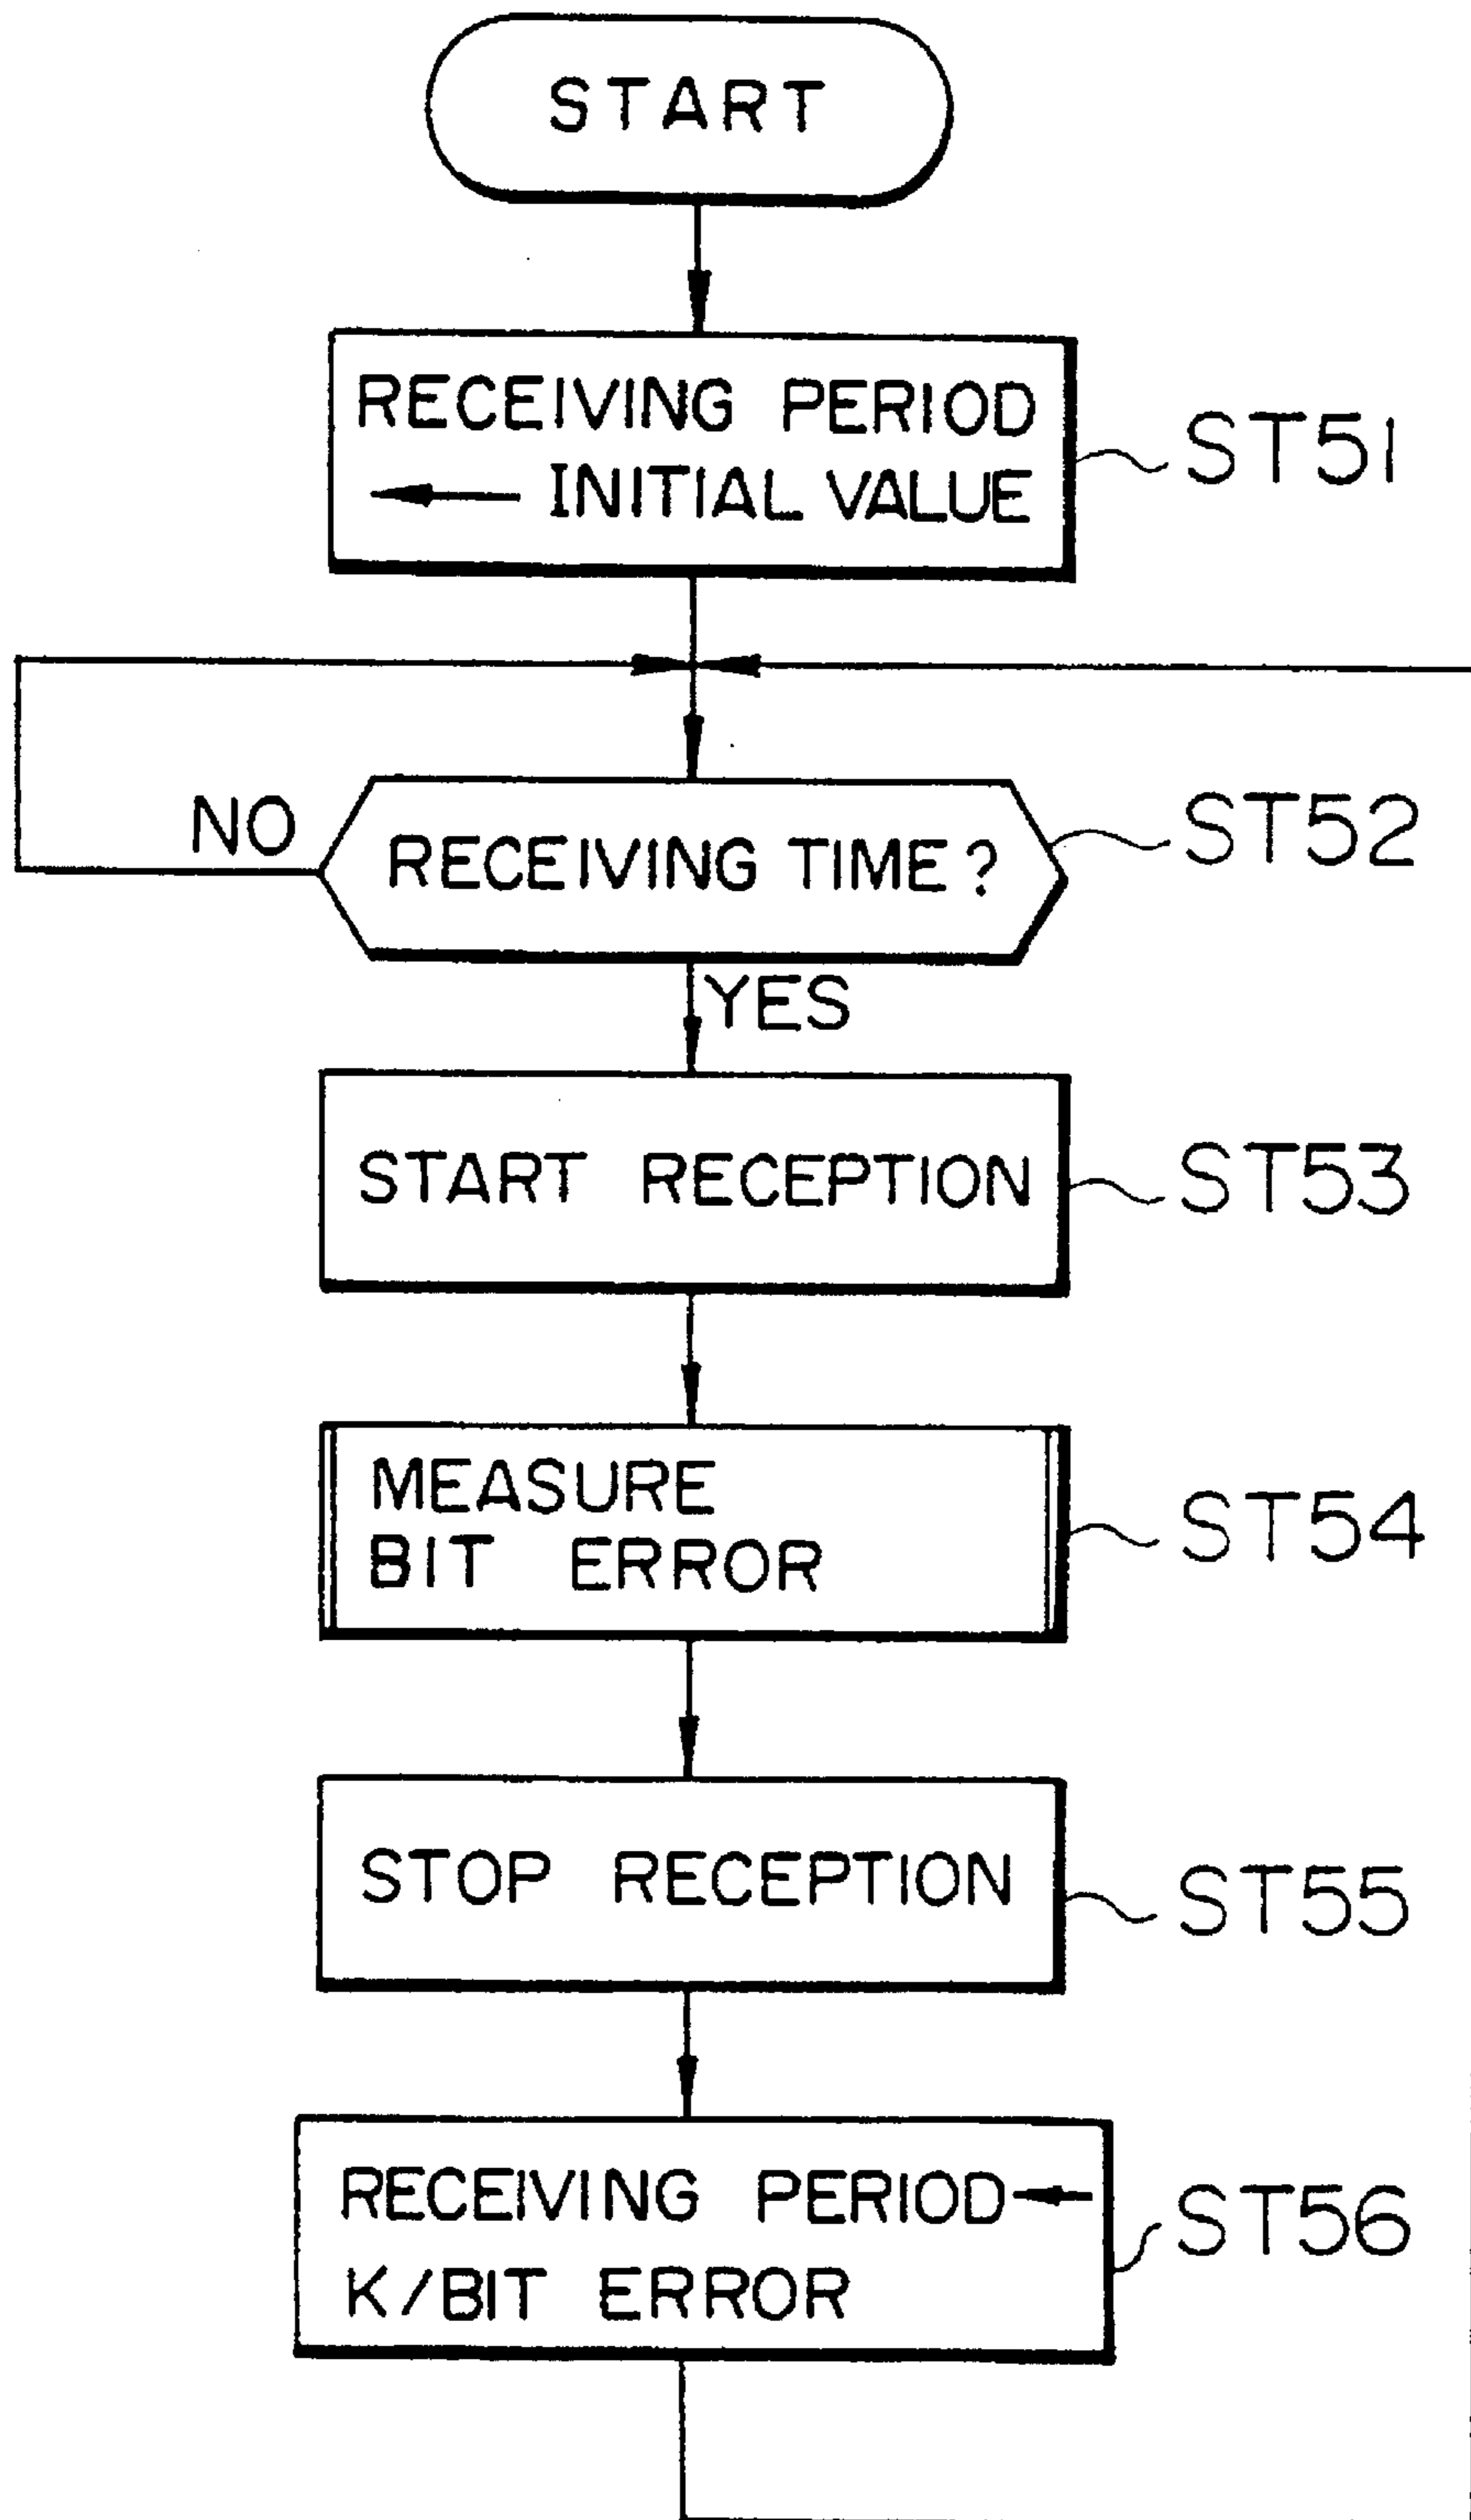 START
RECEIVING PERIOD
← INITIAL VALUE
ST51
NO
RECEIVING TIME?
ST52
YES
START RECEPTION
ST53
MEASURE
BIT ERROR
ST54
STOP RECEPTION
ST55
RECEIVING PERIOD ←
K/BIT ERROR
ST56